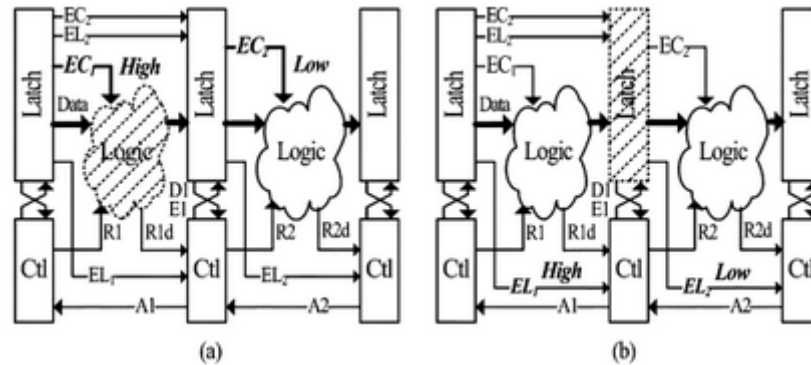 EC₂
EL₂
EC₁ High
EC₂ Low
Latch
Data
Logic
Latch
Logic
Latch
D1
E1
R1
R1d
R2
R2d
Ctl
EL₁
Ctl
EL₂
Ctl
A1
A2
(a)
EC₂
EL₂
EC₁
EC₂
Latch
Data
Logic
Latch
Logic
Latch
D1
E1
R1
R1d
R2
R2d
Ctl
EL₁ High
Ctl
EL₂ Low
Ctl
A1
A2
(b)